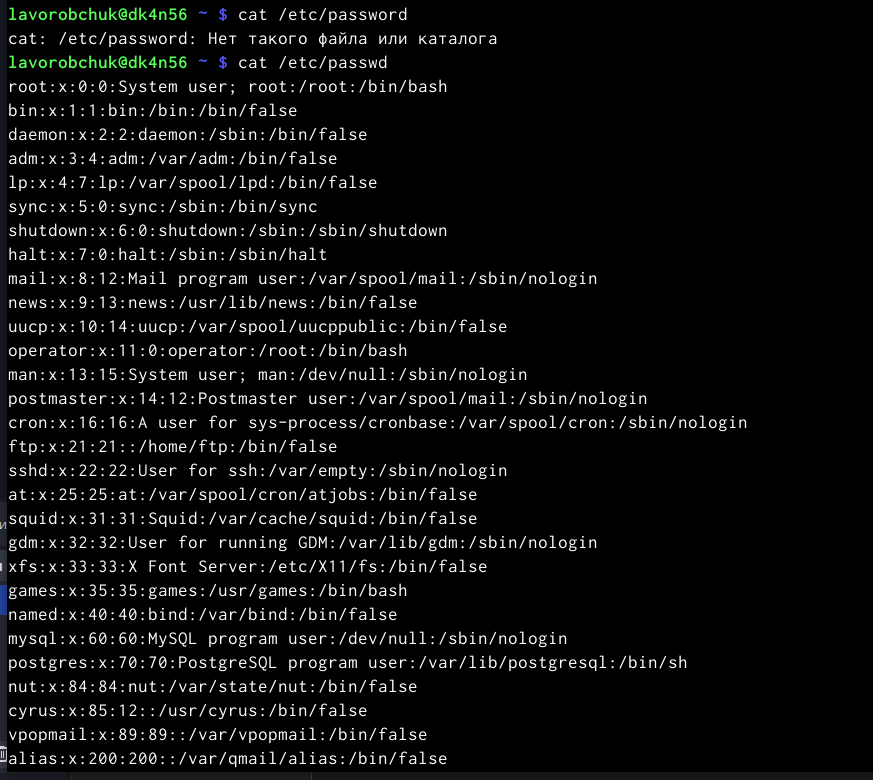 lavorobchuk@dk4n56 ~ $ cat /etc/password
cat: /etc/password: Нет такого файла или каталога
lavorobchuk@dk4n56 ~ $ cat /etc/passwd
root:x:0:0:System user; root:/root:/bin/bash
bin:x:1:1:bin:/bin:/bin/false
daemon:x:2:2:daemon:/sbin:/bin/false
adm:x:3:4:adm:/var/adm:/bin/false
lp:x:4:7:lp:/var/spool/lpd:/bin/false
sync:x:5:0:sync:/sbin:/bin/sync
shutdown:x:6:0:shutdown:/sbin:/sbin/shutdown
halt:x:7:0:halt:/sbin:/sbin/halt
mail:x:8:12:Mail program user:/var/spool/mail:/sbin/nologin
news:x:9:13:news:/usr/lib/news:/bin/false
uucp:x:10:14:uucp:/var/spool/uucppublic:/bin/false
operator:x:11:0:operator:/root:/bin/bash
man:x:13:15:System user; man:/dev/null:/sbin/nologin
postmaster:x:14:12:Postmaster user:/var/spool/mail:/sbin/nologin
cron:x:16:16:A user for sys-process/cronbase:/var/spool/cron:/sbin/nologin
ftp:x:21:21::/home/ftp:/bin/false
sshd:x:22:22:User for ssh:/var/empty:/sbin/nologin
at:x:25:25:at:/var/spool/cron/atjobs:/bin/false
squid:x:31:31:Squid:/var/cache/squid:/bin/false
gdm:x:32:32:User for running GDM:/var/lib/gdm:/sbin/nologin
xfs:x:33:33:X Font Server:/etc/X11/fs:/bin/false
games:x:35:35:games:/usr/games:/bin/bash
named:x:40:40:bind:/var/bind:/bin/false
mysql:x:60:60:MySQL program user:/dev/null:/sbin/nologin
postgres:x:70:70:PostgreSQL program user:/var/lib/postgresql:/bin/sh
nut:x:84:84:nut:/var/state/nut:/bin/false
cyrus:x:85:12::/usr/cyrus:/bin/false
vpopmail:x:89:89::/var/vpopmail:/bin/false
alias:x:200:200::/var/qmail/alias:/bin/false